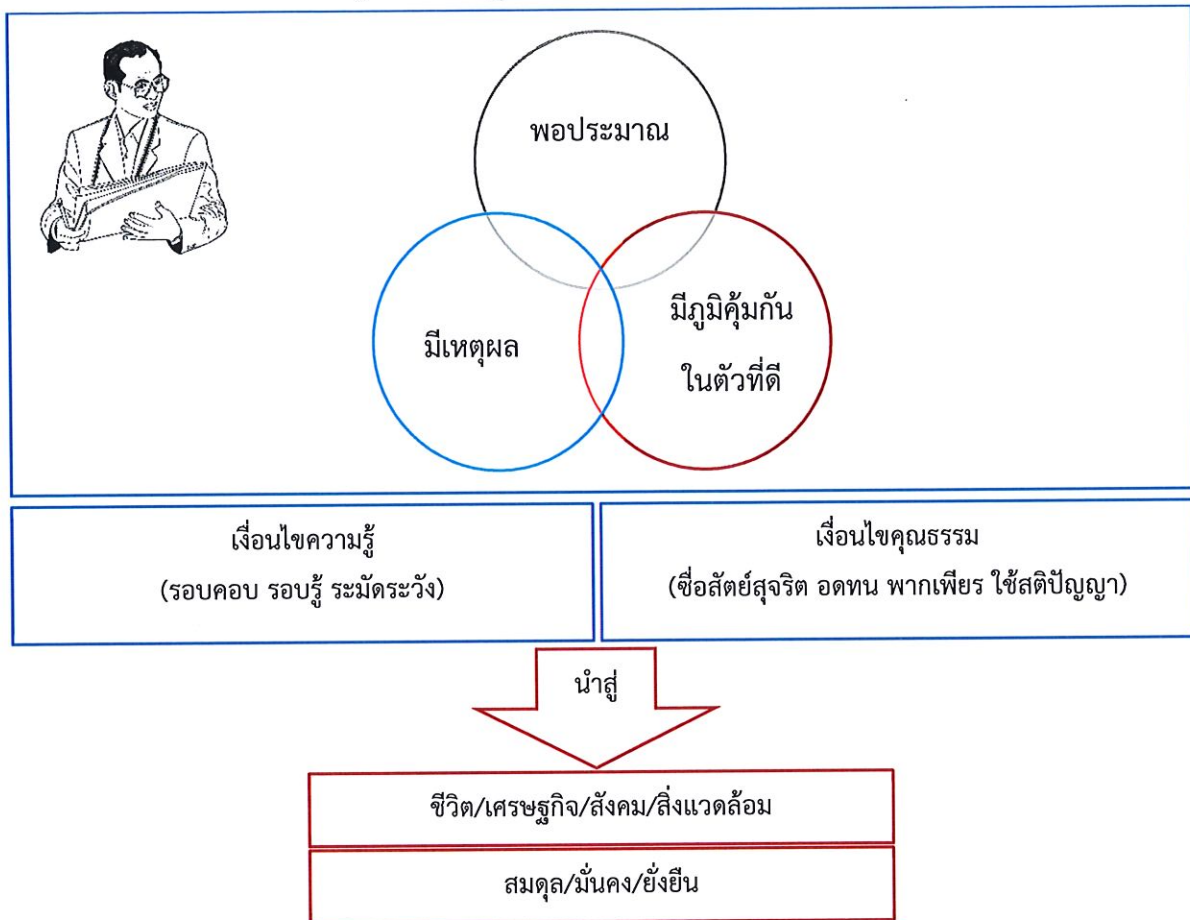 พอประมาณ
มีเหตุผล
มีภูมิคุ้มกัน
ในตัวที่ดี
เงื่อนไขความรู้
(รอบคอบ รอบรู้ ระมัดระวัง)
เงื่อนไขคุณธรรม
(ซื่อสัตย์สุจริต อดทน พากเพียร ใช้สติปัญญา)
นำสู่
ชีวิต/เศรษฐกิจ/สังคม/สิ่งแวดล้อม
สมดุล/มั่นคง/ยั่งยืน